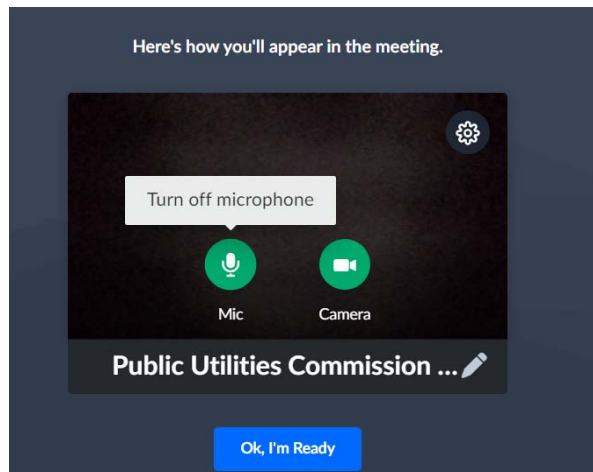 Here's how you'll appear in the meeting.
Turn off microphone
Mic
Camera
Public Utilities Commission ...
Ok, I'm Ready